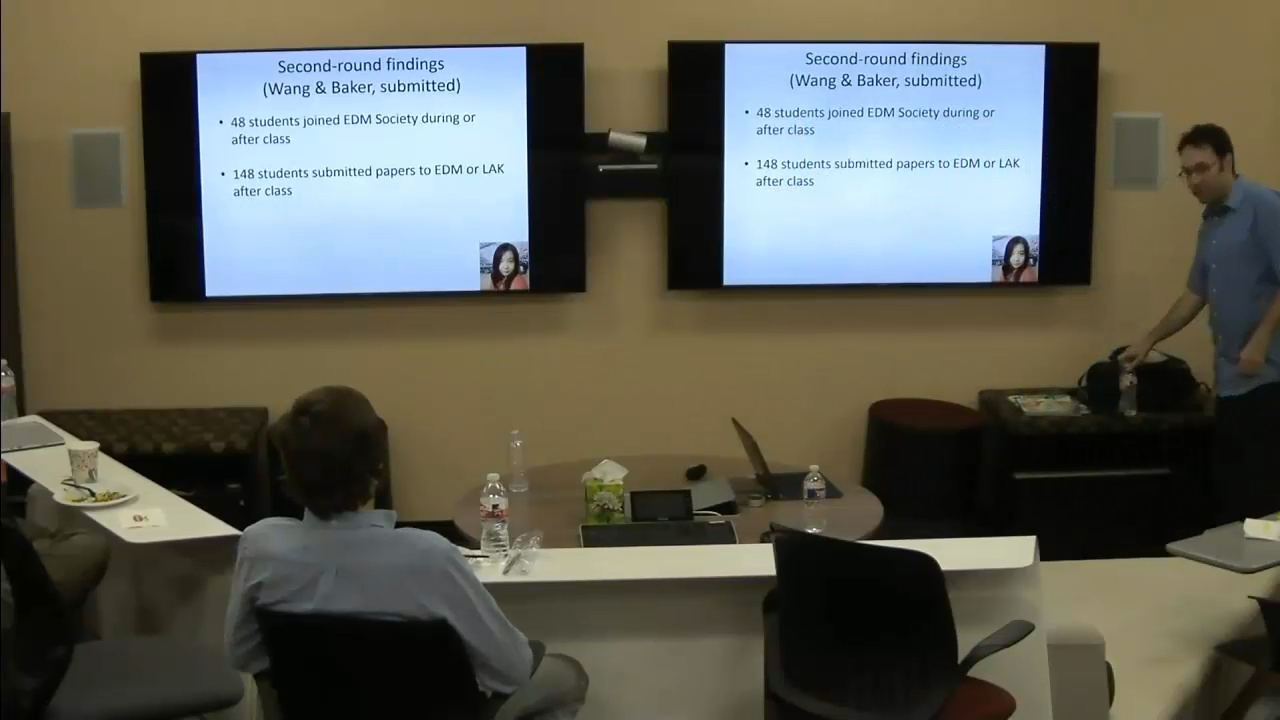 Second-round findings
(Wang & Baker, submitted)
• 48 students joined EDM Society during or
after class
• 148 students submitted papers to EDM or LAK
after class
Second-round findings
(Wang & Baker, submitted)
• 48 students joined EDM Society during or
after class
• 148 students submitted papers to EDM or LAK
after class